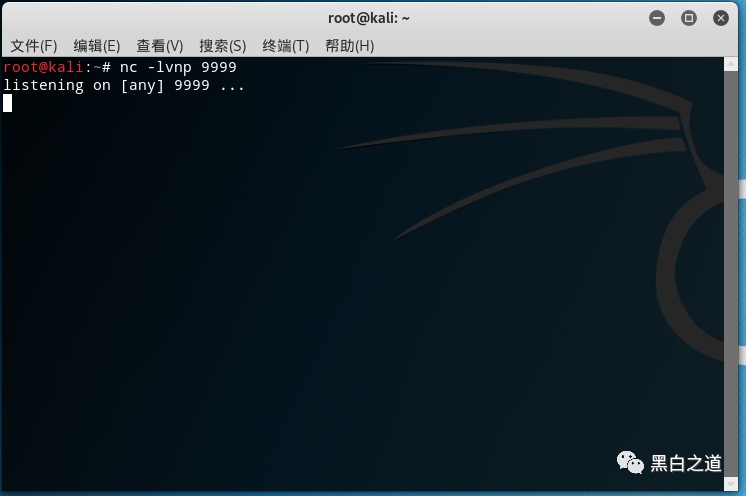 root@kali: ~
文件(F) 编辑(E) 查看(V) 搜索(S) 终端(T) 帮助(H)
root@kali:~# nc -lvnp 9999
listening on [any] 9999 ...
黑白之道